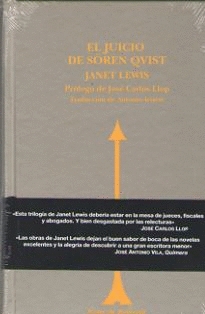 EL JUICIO
DE SÖREN QVIST
JANET LEWIS
Prólogo de José Carlos Llop
Traducción de Antonio Iriarte
«Esta trilogía de Janet Lewis debería estar en la mesa de jueces, fiscales
y abogados. Y bien desgastada por las relecturas»
JOSÉ CARLOS LLOP
«Las obras de Janet Lewis dejan el buen sabor de boca de las novelas
excelentes y la alegría de descubrir a una gran escritora menor»
JOSÉ ANTONIO VILA, Quimera